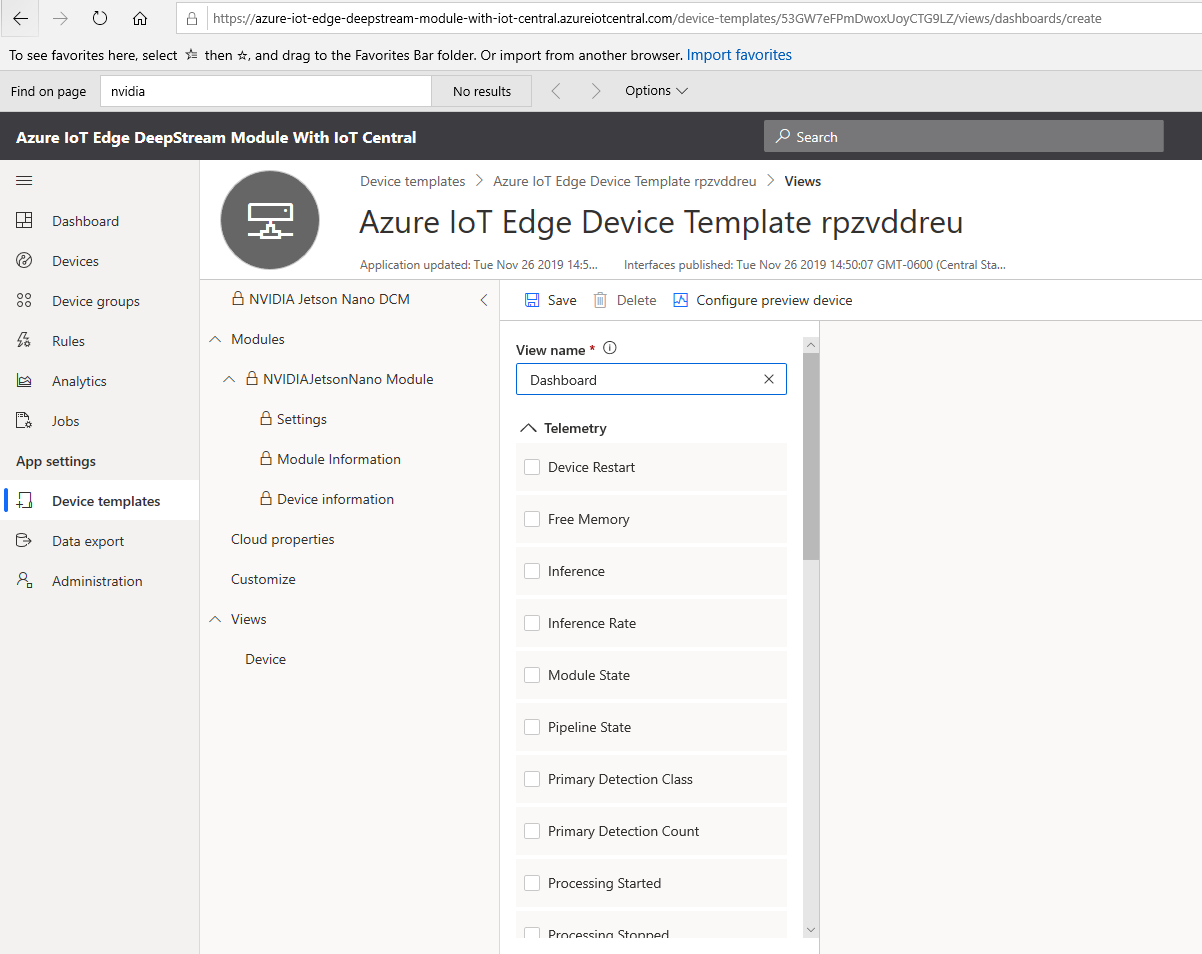 https://azure-iot-edge-deepstream-module-with-iot-central.azureiotcentral.com/device-templates/53GW7eFPmDwoxUoyCTG9LZ/views/dashboards/create
To see favorites here, select then ☆, and drag to the Favorites Bar folder. Or import from another browser. Import favorites
Find on page nvidia No results Options
Azure IoT Edge DeepStream Module With IoT Central
Search
Dashboard
Devices
Device groups
Rules
Analytics
Jobs
App settings
Device templates
Data export
Administration
Device templates > Azure IoT Edge Device Template rpzvddreu > Views
Azure IoT Edge Device Template rpzvddreu
Application updated: Tue Nov 26 2019 14:5... Interfaces published: Tue Nov 26 2019 14:50:07 GMT-0600 (Central Sta...
NVIDIA Jetson Nano DCM
Modules
NVIDIAJetsonNano Module
Settings
Module Information
Device information
Cloud properties
Customize
Views
Device
Save Delete Configure preview device
View name *
Dashboard
Telemetry
Device Restart
Free Memory
Inference
Inference Rate
Module State
Pipeline State
Primary Detection Class
Primary Detection Count
Processing Started
Processing Stopped